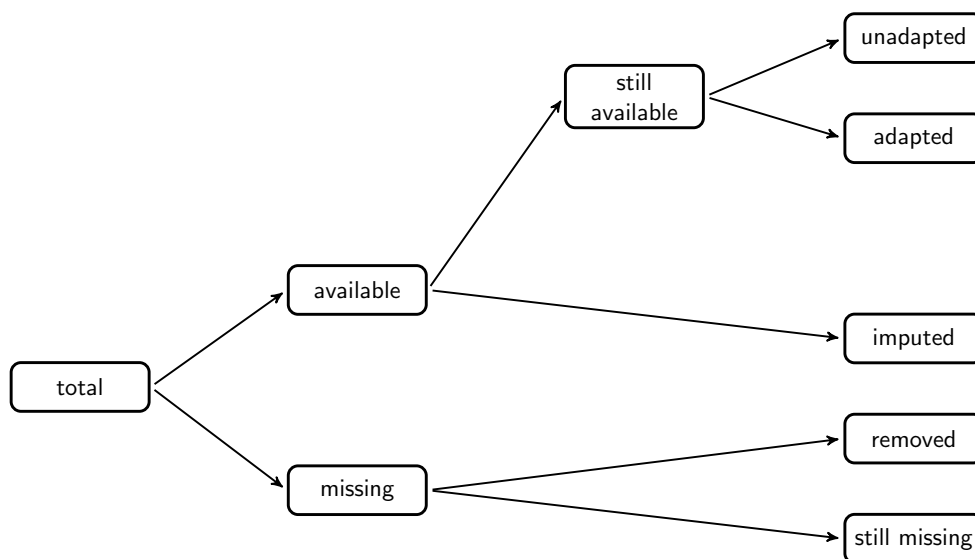 unadapted
still
available
adapted
available
imputed
total
removed
missing
still missing